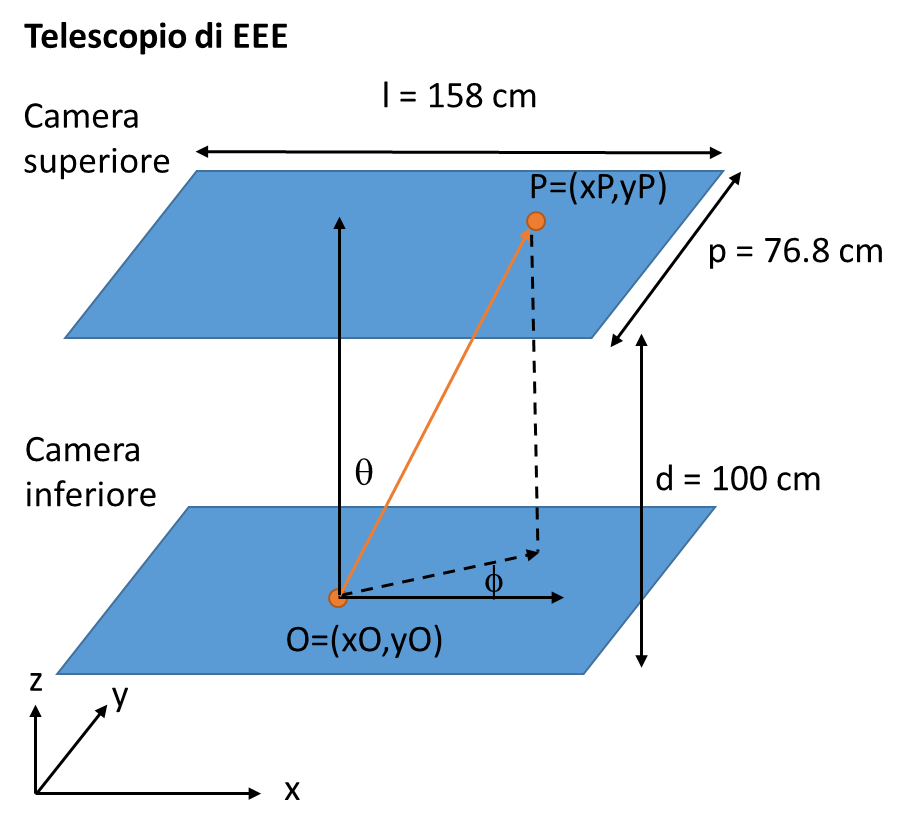 Telescopio di EEE
l = 158 cm
Camera
superiore
P=(xP,yP)
p = 76.8 cm
Camera
inferiore
θ
d = 100 cm
ϕ
O=(xO,yO)
z
y
x